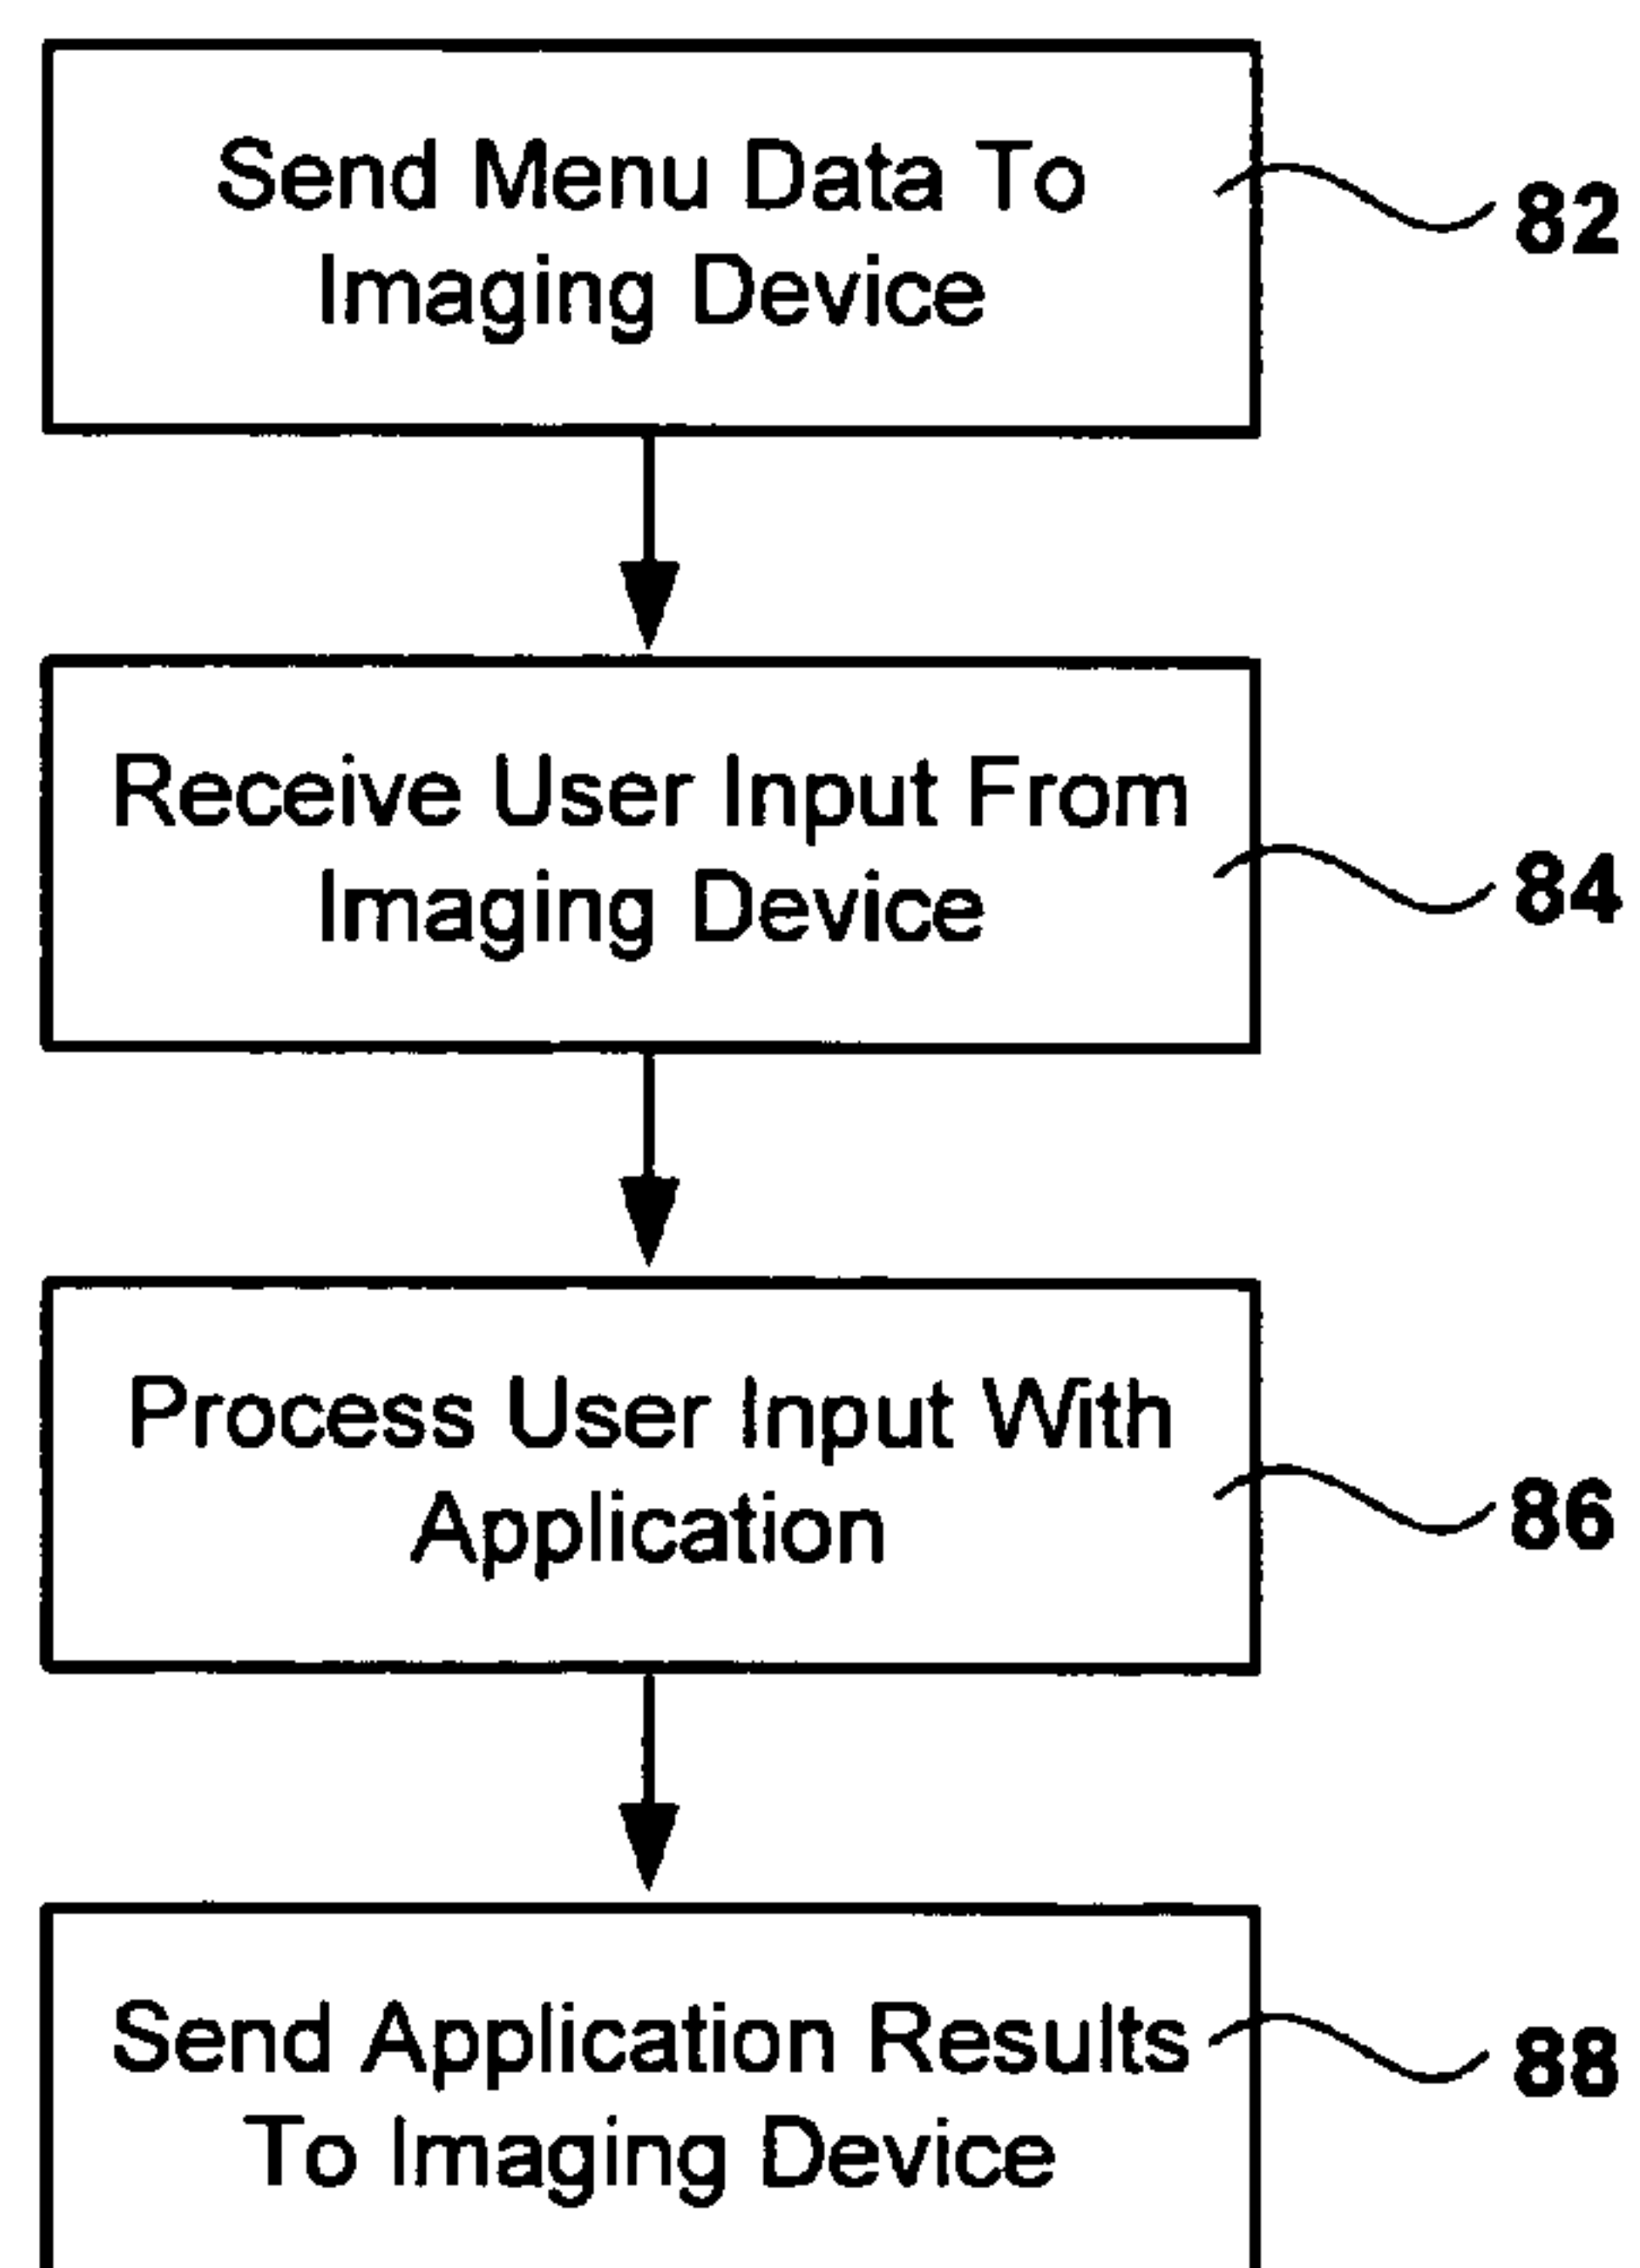 Send Menu Data To
Imaging Device
82
Receive User Input From
Imaging Device
84
Process User Input With
Application
86
Send Application Results
To Imaging Device
88